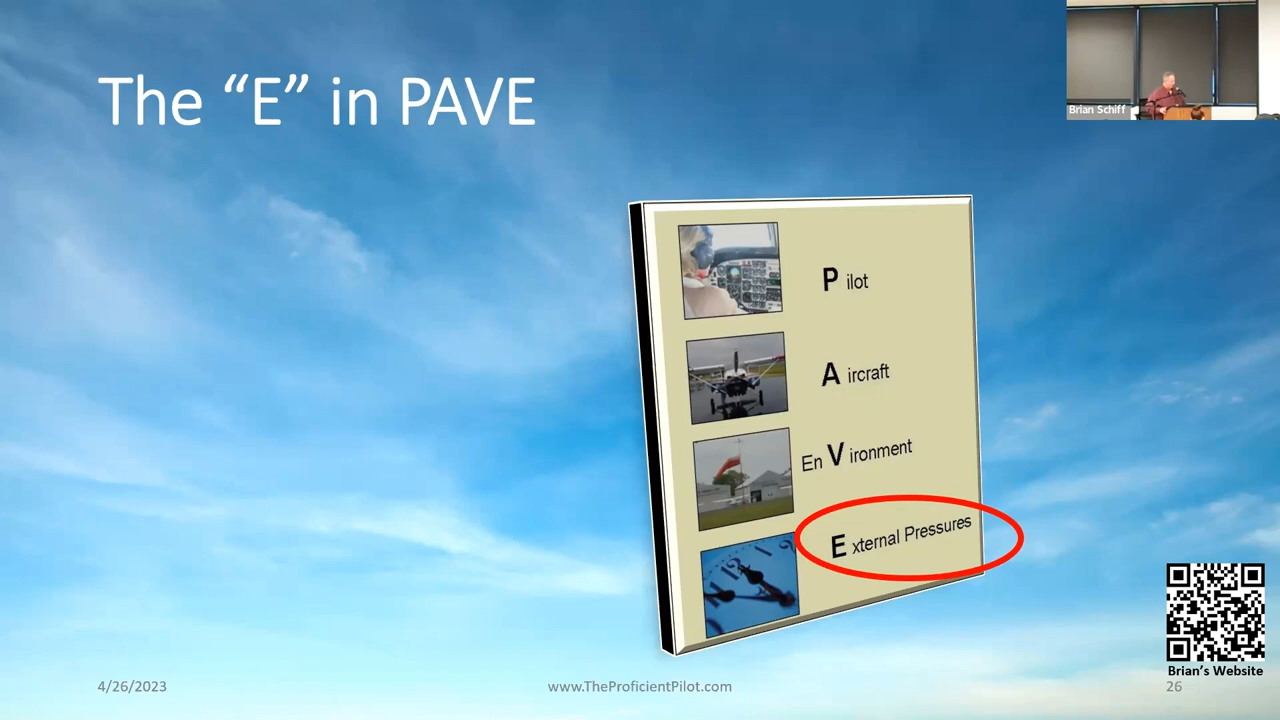 The “E” in PAVE
Brian Schiff
P ilot
A ircraft
En V ironment
E xternal Pressures
Brian's Website
4/26/2023
www.TheProficientPilot.com
26